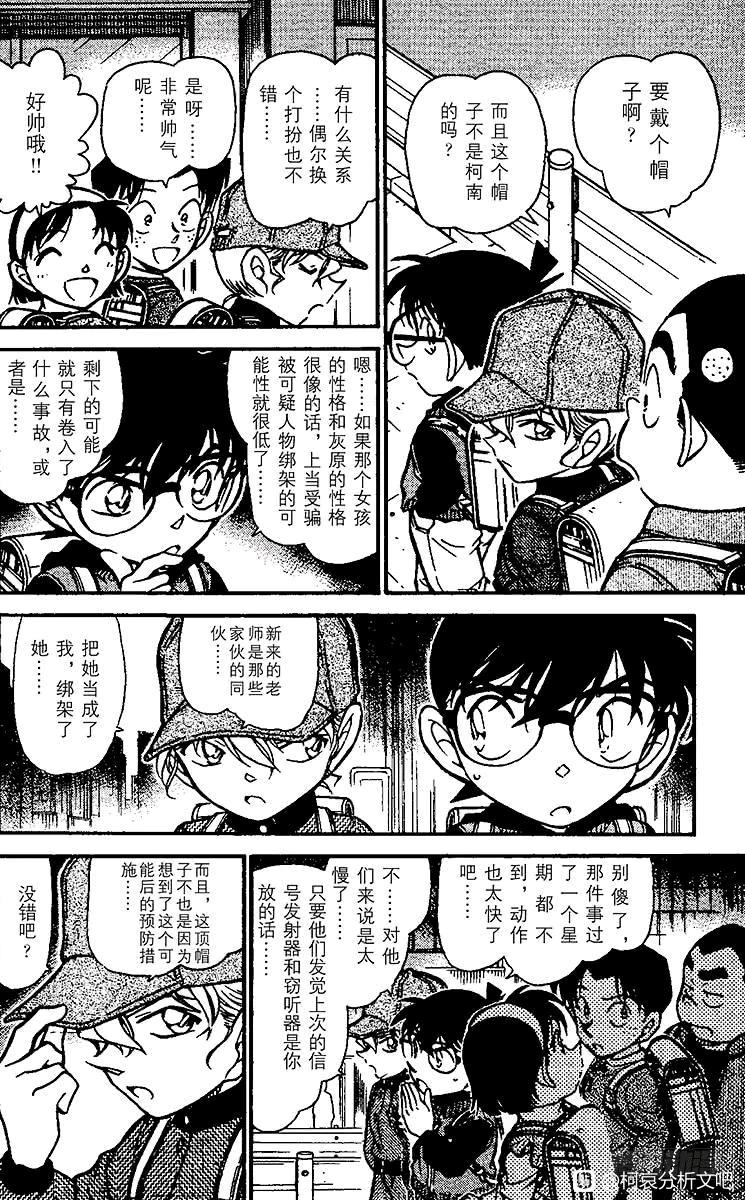 要戴个帽
子啊？
而且这个帽
子不是柯南
的吗？
有什么关系
……偶尔换
个打扮也不
错……
是呀……
非常帅气
呢……
好帅哦!!
嗯……如果那个女孩
的性格和灰原的性格
很像的话，上当受骗
被可疑人物绑架的可
能性就很低了……
剩下的可能
就只有卷入了
什么事故，或
者是……
新来的老
师是那些
家伙的同
伙……
把她当成了
我，绑架了
她……
别傻了，
那件事过
了一个星
期都不
到，动作
也太快了
吧……
不……对他
们来说是太
慢了……
只要他们发觉上次的信
号发射器和窃听器是你
放的话……
而且，这顶帽
子不也是因为
想到了这个可
能后的预防措
施……
没错吧？
@柯哀分析文吧